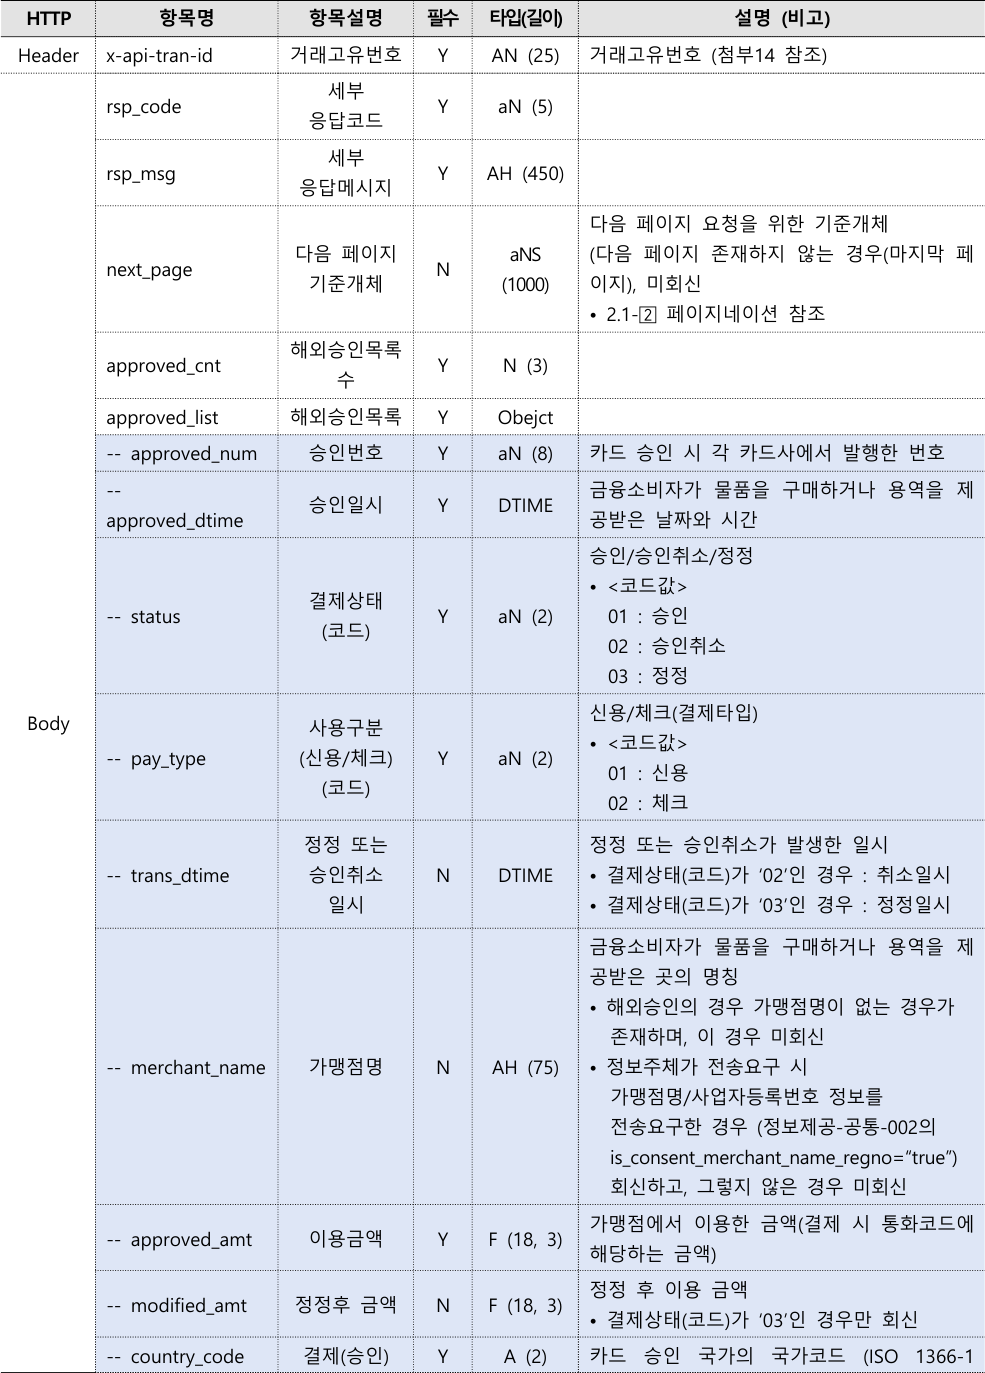 HTTP 항목명 항목설명 필수 타입(길이) 설명 (비고)
Header x-api-tran-id 거래고유번호 Y AN (25) 거래고유번호 (첨부14 참조)
Body
rsp_code 세부
응답코드 Y aN (5)
rsp_msg 세부
응답메시지 Y AH (450)
next_page 다음 페이지
기준개체 N aNS
(1000) 다음 페이지 요청을 위한 기준개체
(다음 페이지 존재하지 않는 경우(마지막 페
이지), 미회신
• 2.1-2 페이지네이션 참조
approved_cnt 해외승인목록
수 Y N (3)
approved_list 해외승인목록 Y Obejct
-- approved_num 승인번호 Y aN (8) 카드 승인 시 각 카드사에서 발행한 번호
--
approved_dtime 승인일시 Y DTIME 금융소비자가 물품을 구매하거나 용역을 제
공받은 날짜와 시간
-- status 결제상태
(코드) Y aN (2) 승인/승인취소/정정
• <코드값>
01 : 승인
02 : 승인취소
03 : 정정
-- pay_type 사용구분
(신용/체크)
(코드) Y aN (2) 신용/체크(결제타입)
• <코드값>
01 : 신용
02 : 체크
-- trans_dtime 정정 또는
승인취소
일시 N DTIME 정정 또는 승인취소가 발생한 일시
• 결제상태(코드)가 ‘02’인 경우 : 취소일시
• 결제상태(코드)가 ‘03’인 경우 : 정정일시
-- merchant_name 가맹점명 N AH (75) 금융소비자가 물품을 구매하거나 용역을 제
공받은 곳의 명칭
• 해외승인의 경우 가맹점명이 없는 경우가
존재하며, 이 경우 미회신
• 정보주체가 전송요구 시
가맹점명/사업자등록번호 정보를
전송요구한 경우 (정보제공-공통-002의
is_consent_merchant_name_regno=“true”)
회신하고, 그렇지 않은 경우 미회신
-- approved_amt 이용금액 Y F (18, 3) 가맹점에서 이용한 금액(결제 시 통화코드에
해당하는 금액)
-- modified_amt 정정후 금액 N F (18, 3) 정정 후 이용 금액
• 결제상태(코드)가 ‘03’인 경우만 회신
-- country_code 결제(승인) Y A (2) 카드 승인 국가의 국가코드 (ISO 1366-1